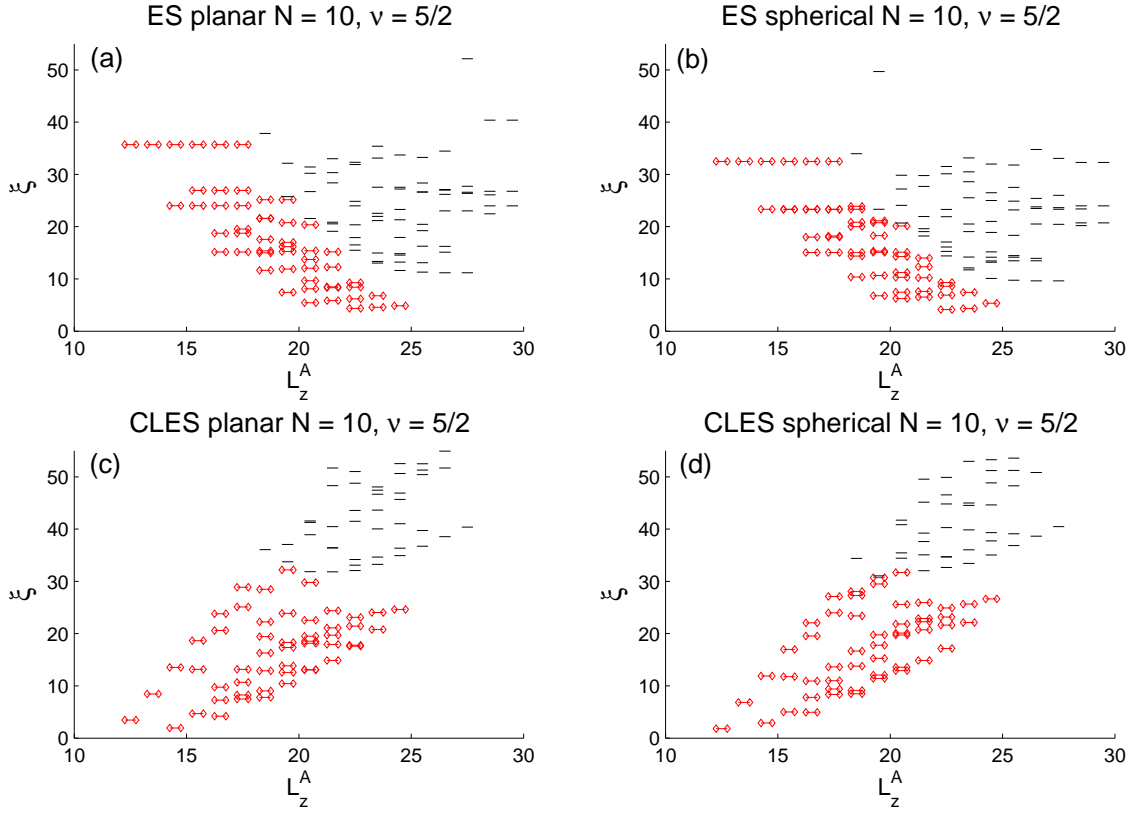 ES planar N = 10, ν = 5/2
(a)
ξ
50
40
30
20
10
0
10 15 20 25 30
L_z^A
ES spherical N = 10, ν = 5/2
(b)
ξ
50
40
30
20
10
0
10 15 20 25 30
L_z^A
CLES planar N = 10, ν = 5/2
(c)
ξ
50
40
30
20
10
0
10 15 20 25 30
L_z^A
CLES spherical N = 10, ν = 5/2
(d)
ξ
50
40
30
20
10
0
10 15 20 25 30
L_z^A